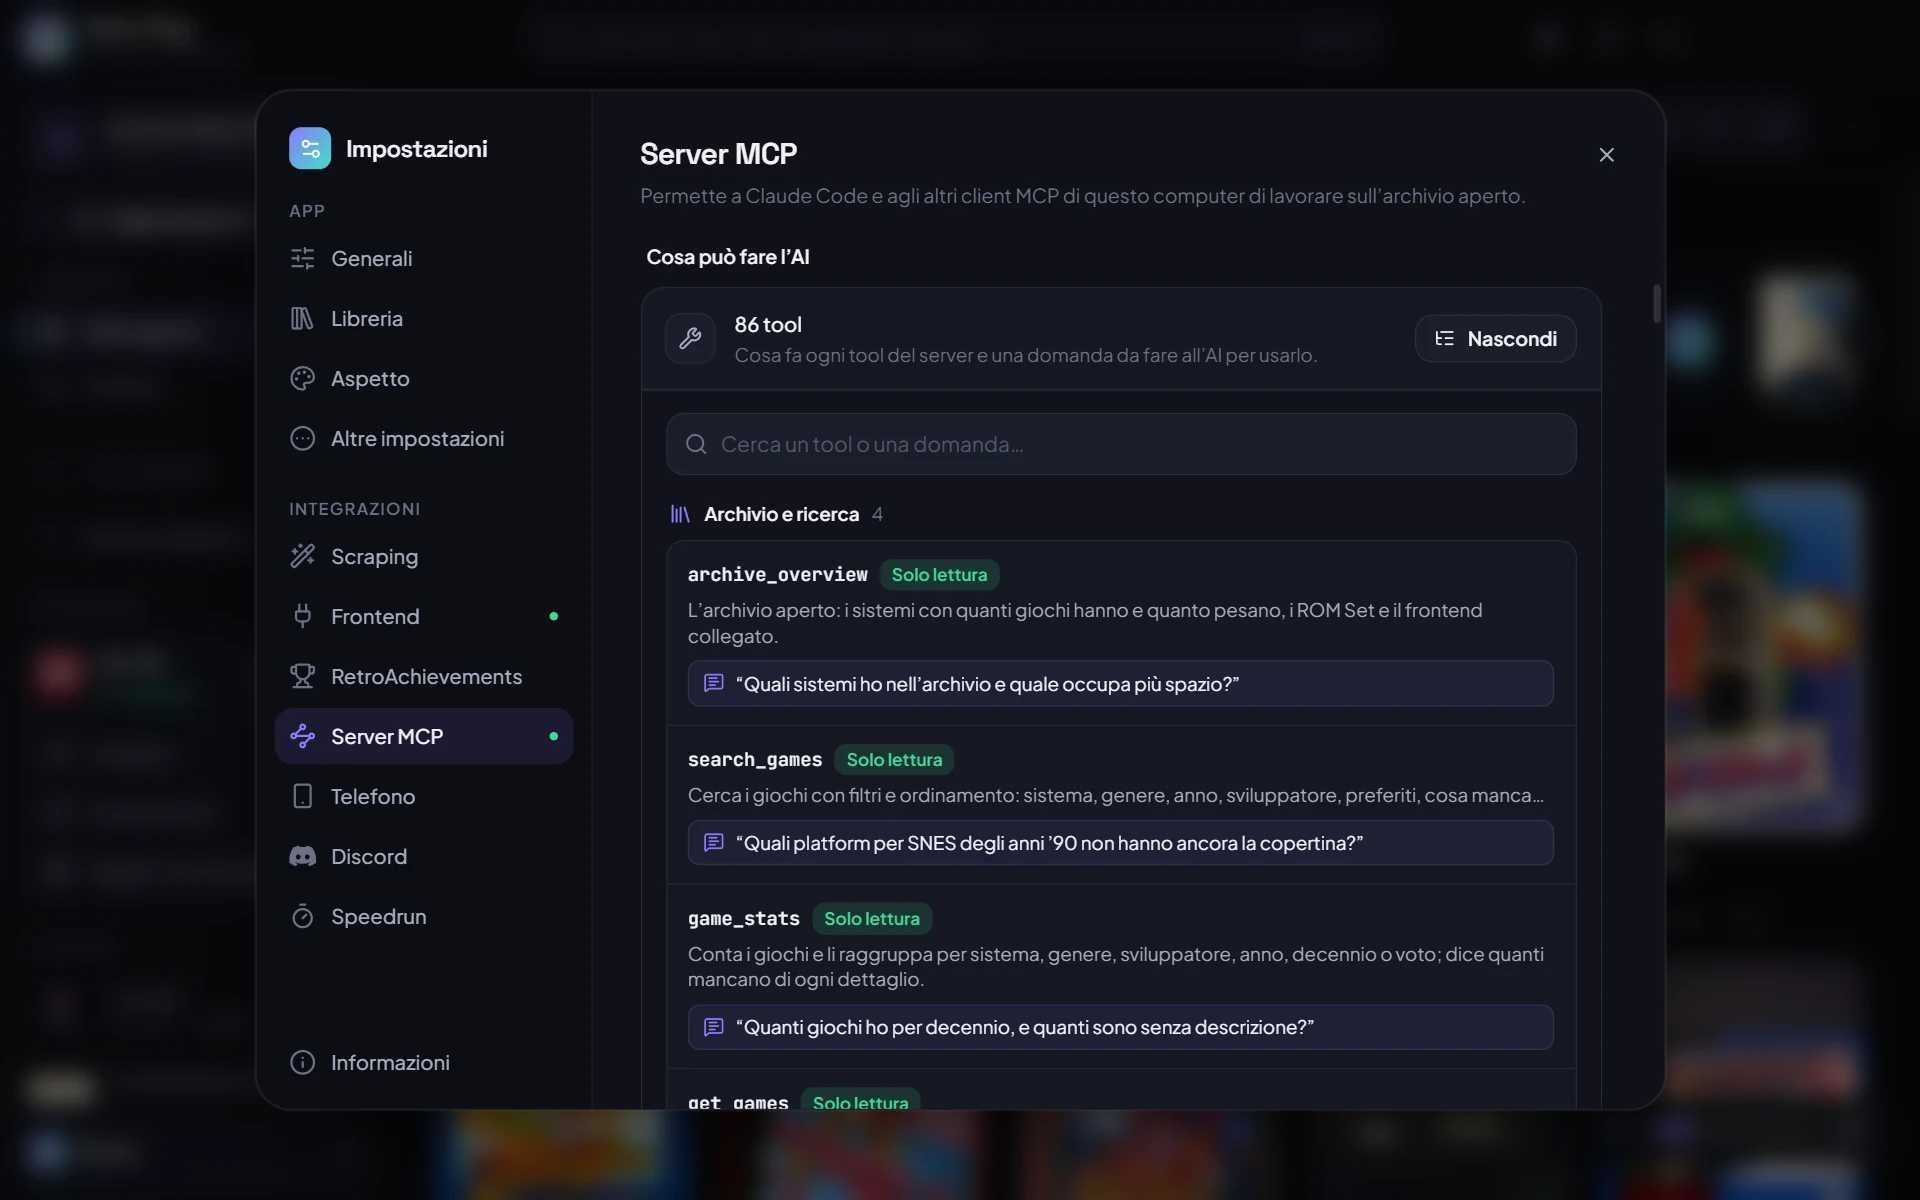 Impostazioni
APP
Generali
Libreria
Aspetto
Altre impostazioni
INTEGRAZIONI
Scraping
Frontend
RetroAchievements
Server MCP
Telefono
Discord
Speedrun
Informazioni
Server MCP
Permette a Claude Code e agli altri client MCP di questo computer di lavorare sull’archivio aperto.
Cosa può fare l’AI
86 tool
Cosa fa ogni tool del server e una domanda da fare all’AI per usarlo.
Nascondi
Cerca un tool o una domanda…
Archivio e ricerca 4
archive_overview Solo lettura
L’archivio aperto: i sistemi con quanti giochi hanno e quanto pesano, i ROM Set e il frontend
collegato.
“Quali sistemi ho nell’archivio e quale occupa più spazio?”
search_games Solo lettura
Cerca i giochi con filtri e ordinamento: sistema, genere, anno, sviluppatore, preferiti, cosa manca…
“Quali platform per SNES degli anni ’90 non hanno ancora la copertina?”
game_stats Solo lettura
Conta i giochi e li raggruppa per sistema, genere, sviluppatore, anno, decennio o voto; dice quanti
mancano di ogni dettaglio.
“Quanti giochi ho per decennio, e quanti sono senza descrizione?”
get_games Solo lettura